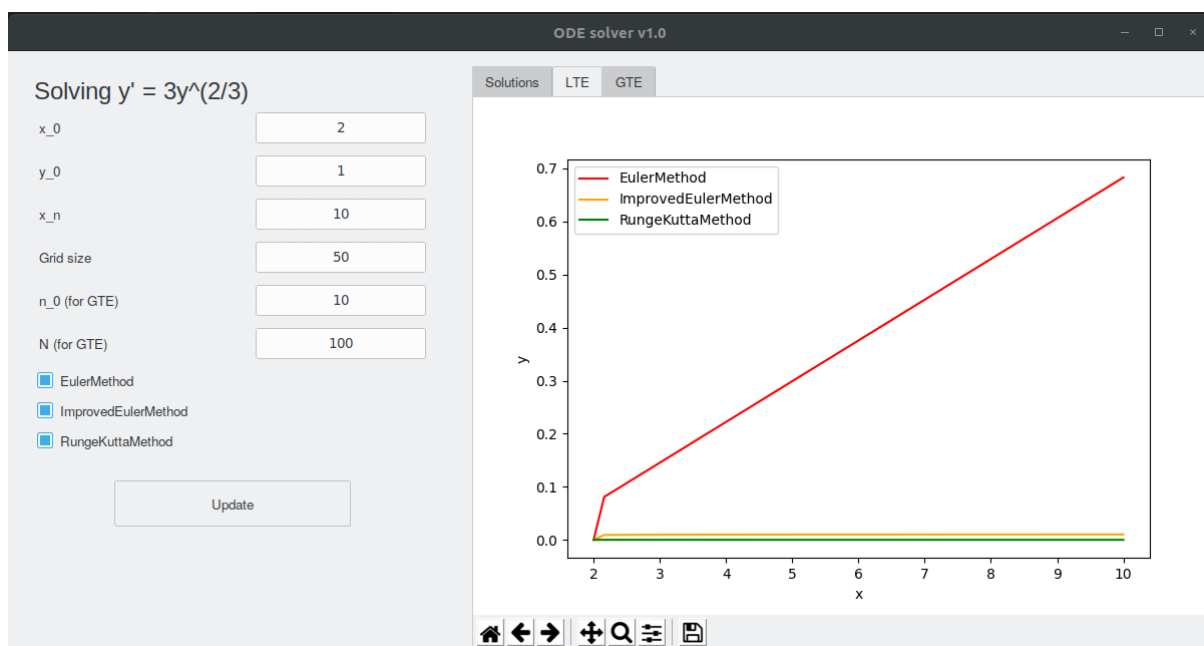 ODE solver v1.0
Solving y' = 3y^(2/3)
x_0 2
y_0 1
x_n 10
Grid size 50
n_0 (for GTE) 10
N (for GTE) 100
EulerMethod
ImprovedEulerMethod
RungeKuttaMethod
Update
Solutions LTE GTE
EulerMethod
ImprovedEulerMethod
RungeKuttaMethod
0.7
0.6
0.5
0.4
0.3
0.2
0.1
0.0
y
2 3 4 5 6 7 8 9 10
x